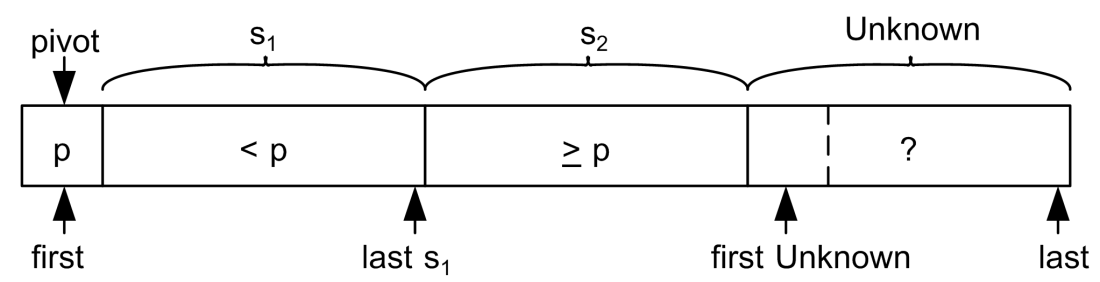 pivot s₁ s₂ Unknown
p < p ≥ p ?
first last s₁ first Unknown last